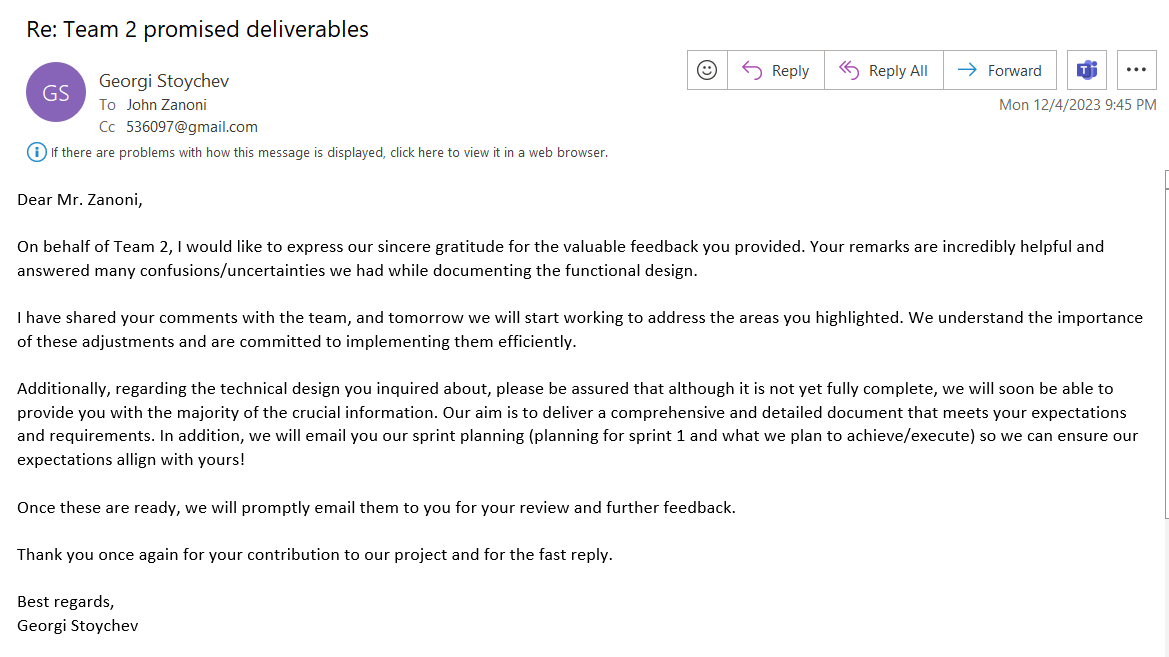 Re: Team 2 promised deliverables
GS
Georgi Stoychev
To John Zanoni
Cc 536097@gmail.com
Reply
Reply All
Forward
Mon 12/4/2023 9:45 PM
If there are problems with how this message is displayed, click here to view it in a web browser.
Dear Mr. Zanoni,
On behalf of Team 2, I would like to express our sincere gratitude for the valuable feedback you provided. Your remarks are incredibly helpful and
answered many confusions/uncertainties we had while documenting the functional design.
I have shared your comments with the team, and tomorrow we will start working to address the areas you highlighted. We understand the importance
of these adjustments and are committed to implementing them efficiently.
Additionally, regarding the technical design you inquired about, please be assured that although it is not yet fully complete, we will soon be able to
provide you with the majority of the crucial information. Our aim is to deliver a comprehensive and detailed document that meets your expectations
and requirements. In addition, we will email you our sprint planning (planning for sprint 1 and what we plan to achieve/execute) so we can ensure our
expectations allign with yours!
Once these are ready, we will promptly email them to you for your review and further feedback.
Thank you once again for your contribution to our project and for the fast reply.
Best regards,
Georgi Stoychev